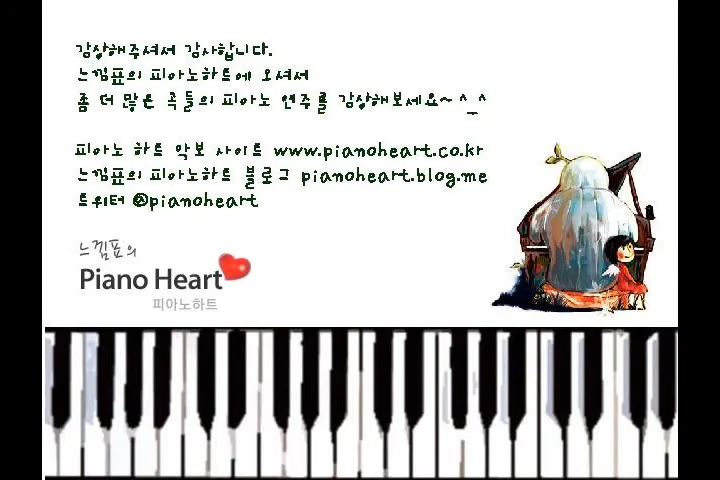 감상해주셔서 감사합니다.
느낌표의 피아노하트에 오셔서
좀 더 많은 곡들의 피아노 연주를 감상해보세요~ ^_^
피아노 하트 악보 사이트 www.pianoheart.co.kr
느낌표의 피아노하트 블로그 pianoheart.blog.me
트위터 @pianoheart
느낌표의
Piano Heart
피아노하트